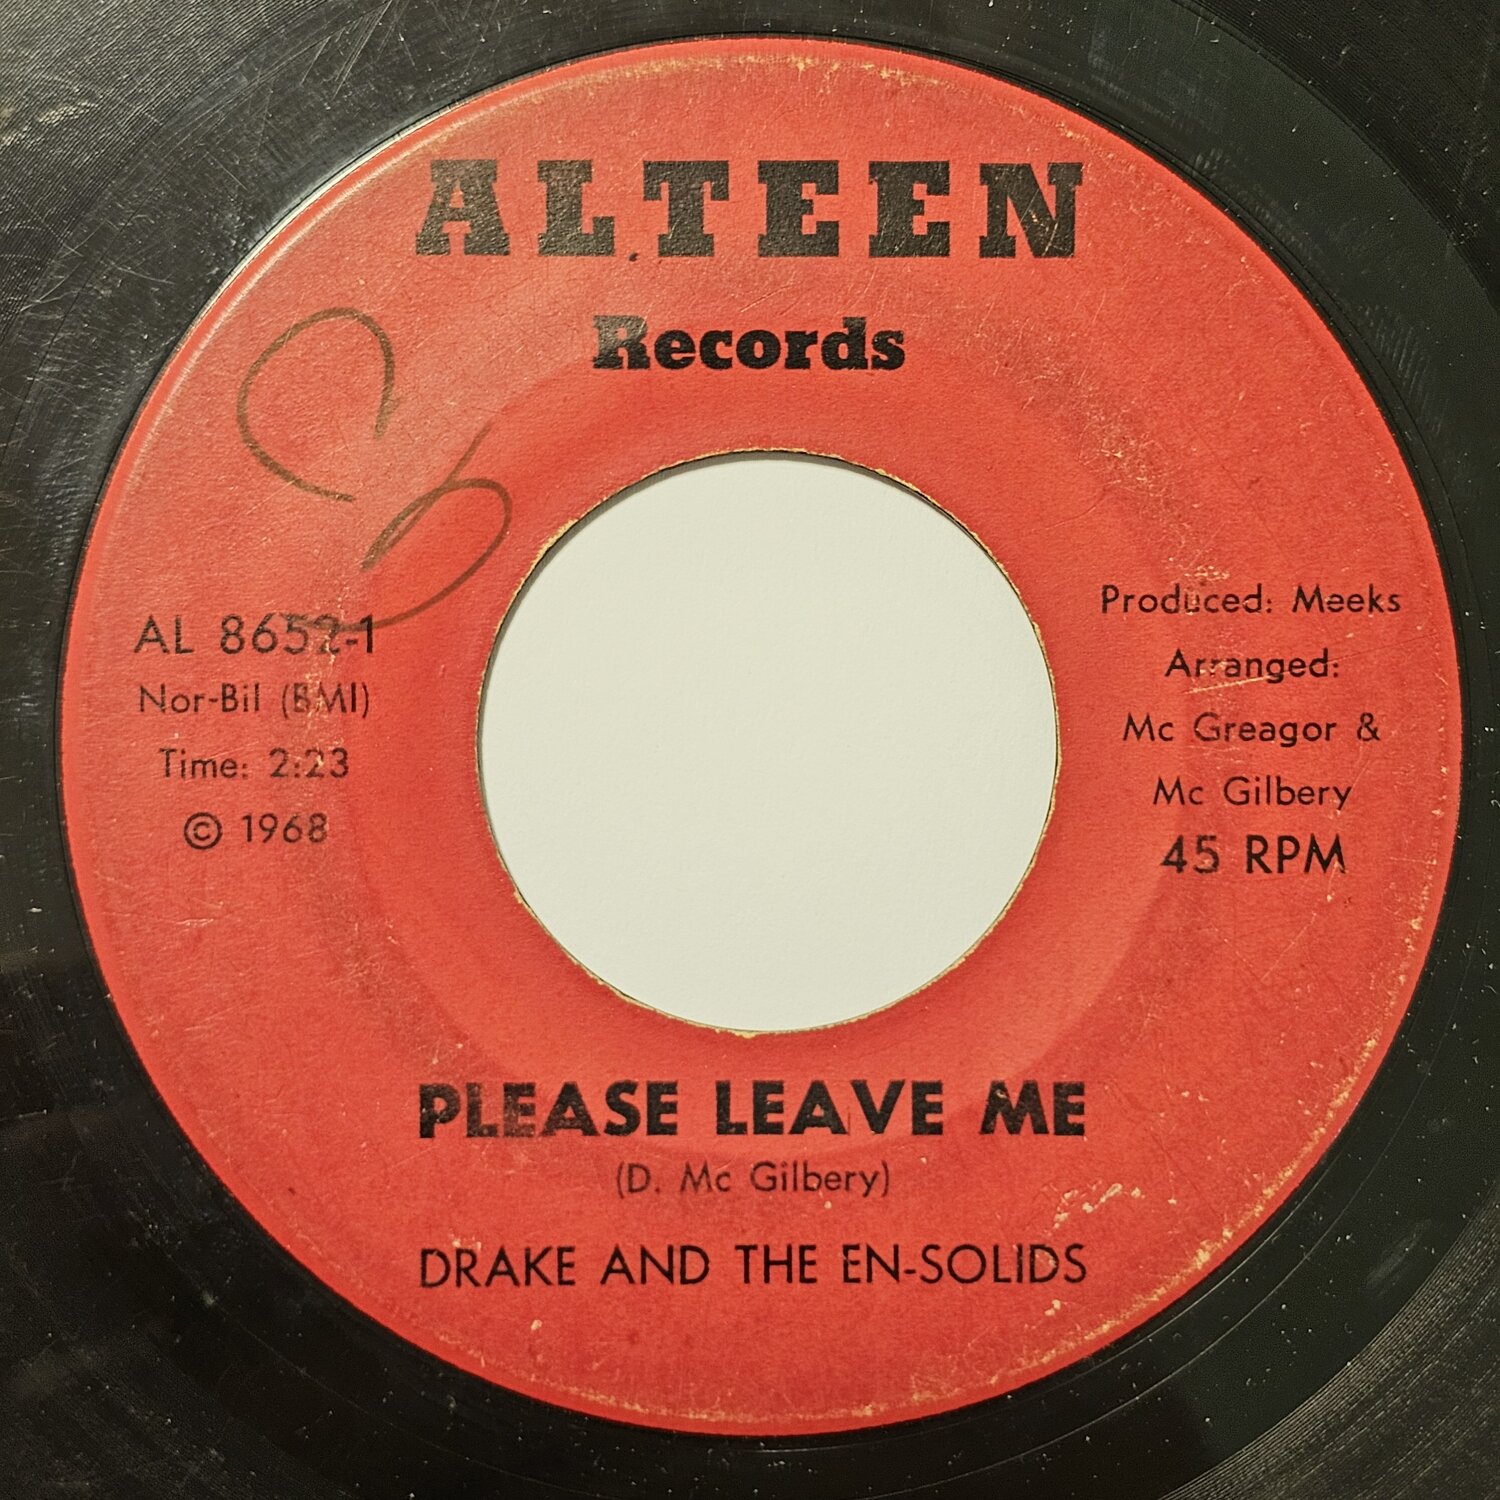 ALTEEN
Records
AL 8652-1
Nor-Bil (BMI)
Time: 2:23
© 1968
Produced: Meeks
Arranged:
Mc Greagor &
Mc Gilbery
45 RPM
PLEASE LEAVE ME
(D. Mc Gilbery)
DRAKE AND THE EN-SOLIDS